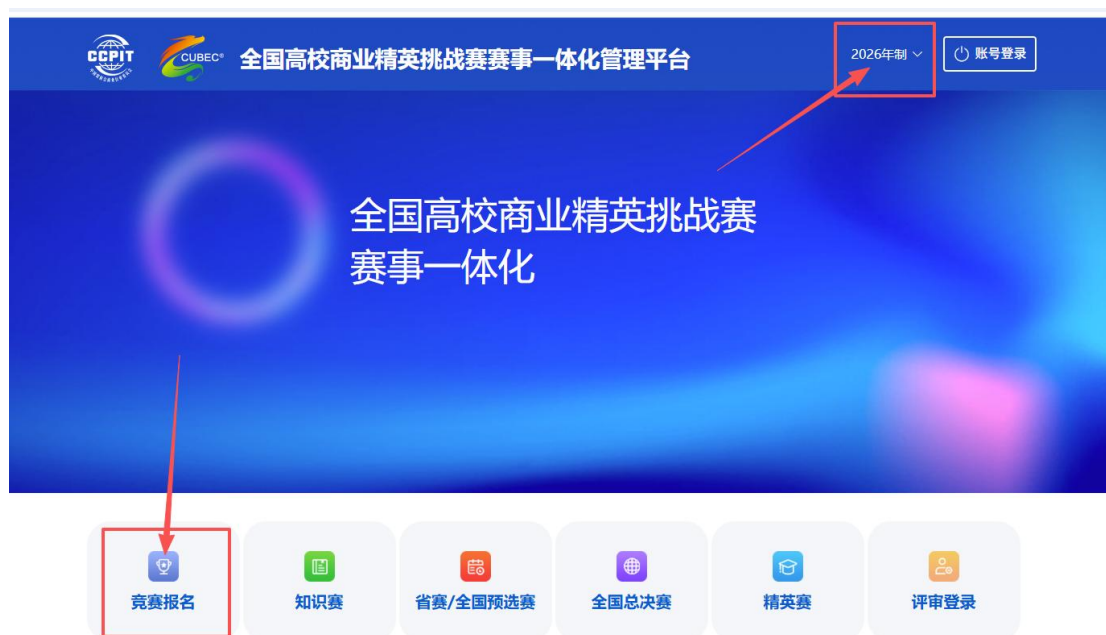 CCPIT
CUBEC®
全国高校商业精英挑战赛赛事一体化管理平台
2026年制
账号登录
全国高校商业精英挑战赛
赛事一体化
竞赛报名
知识赛
省赛/全国预选赛
全国总决赛
精英赛
评审登录